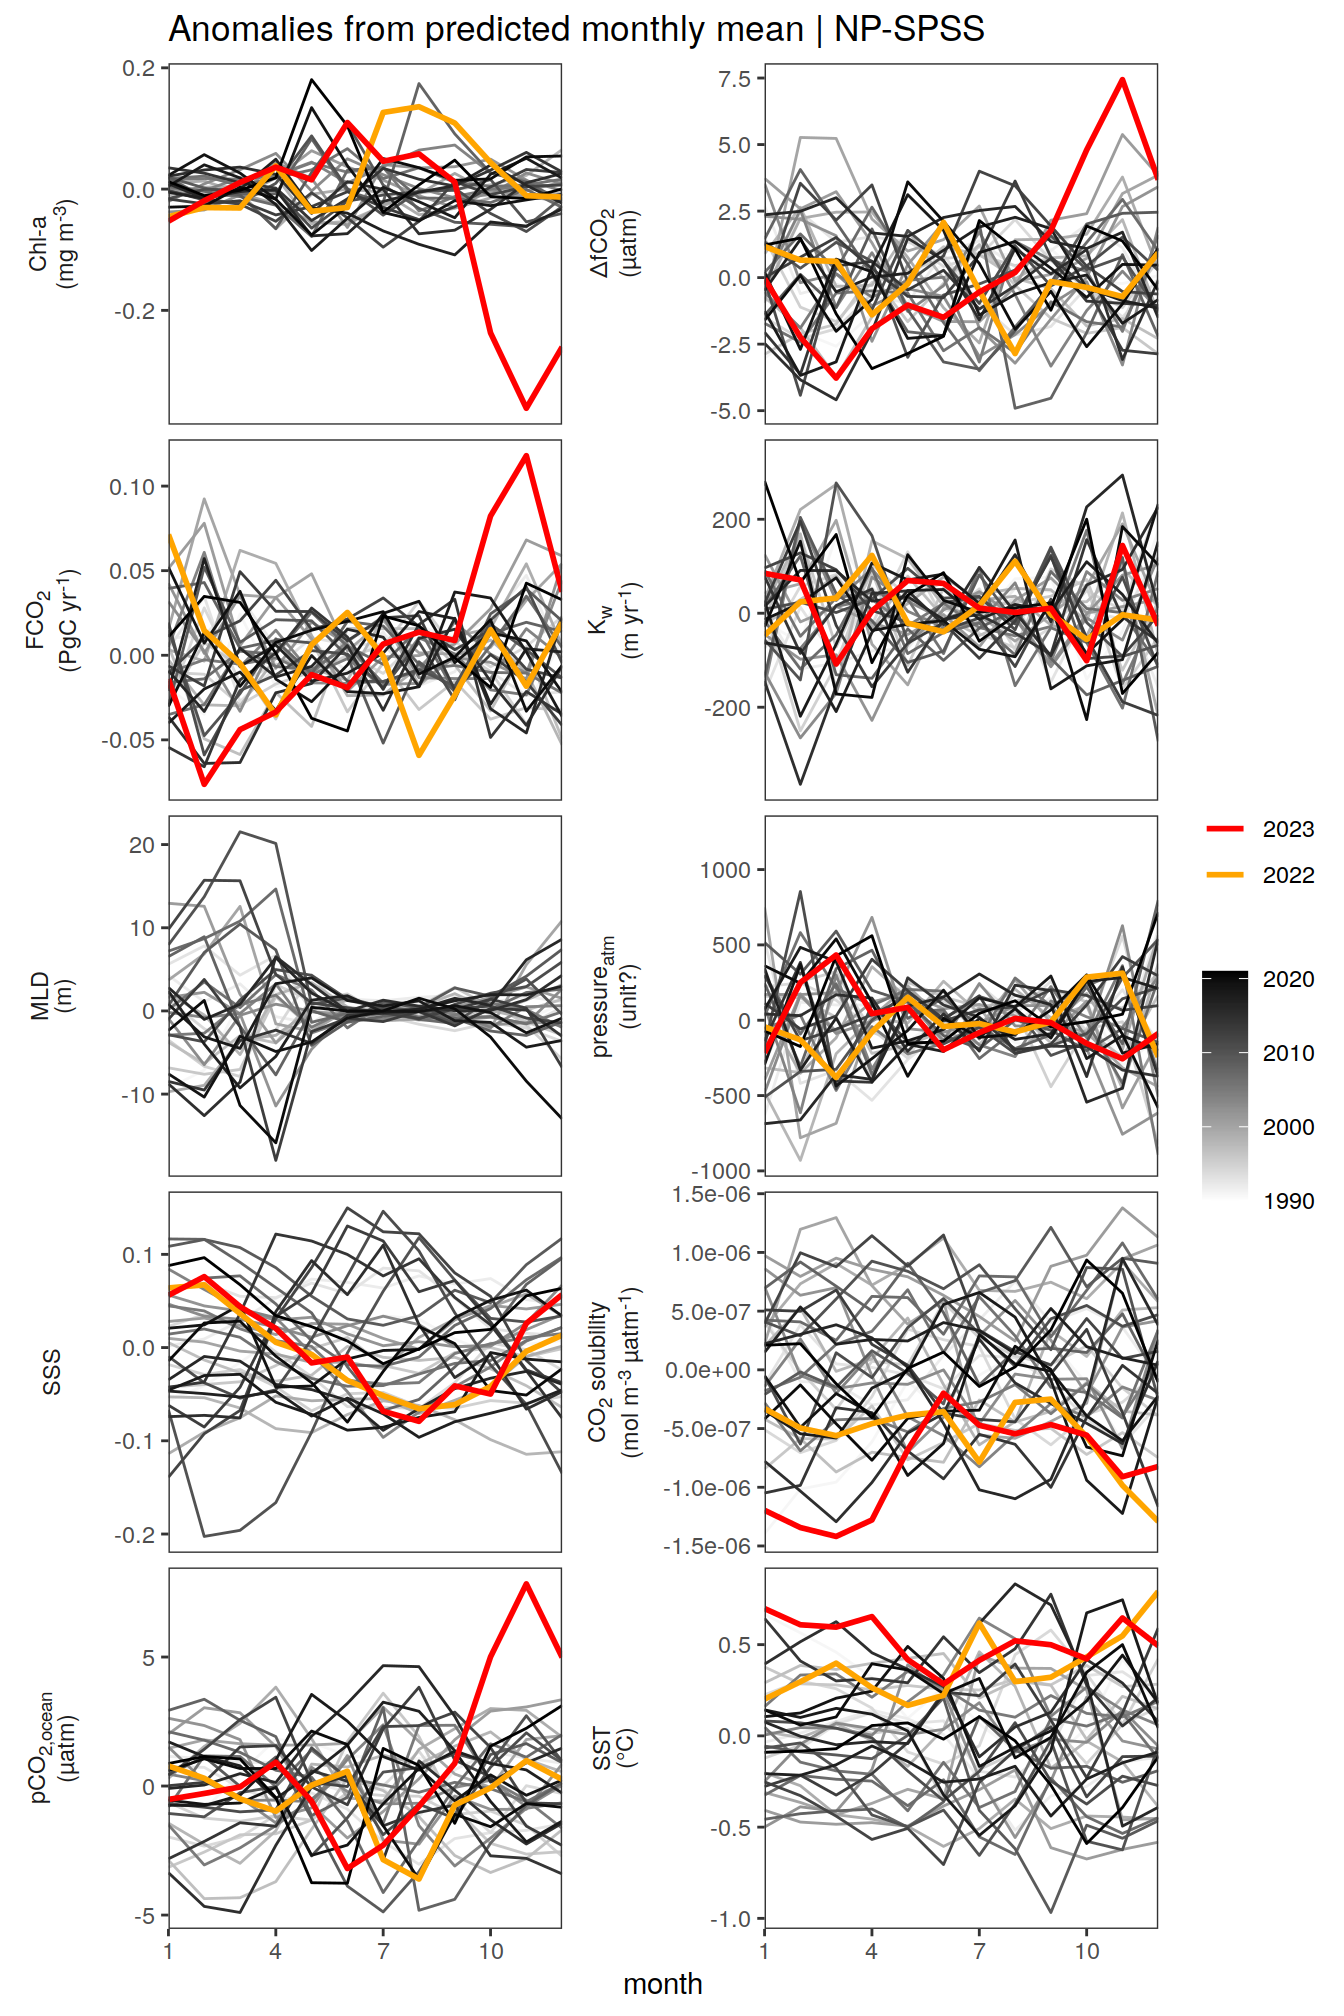 Anomalies from predicted monthly mean | NP-SPSS
Chl-a
(mg m-3)
0.2
0.0
-0.2
ΔfCO2
(µatm)
7.5
5.0
2.5
0.0
-2.5
-5.0
FCO2
(PgC yr-1)
0.10
0.05
0.00
-0.05
Kw
(m yr-1)
200
0
-200
MLD
(m)
20
10
0
-10
pressureatm
(unit?)
1000
500
0
-500
-1000
SSS
0.1
0.0
-0.1
-0.2
CO2 solubility
(mol m-3 µatm-1)
1.5e-06
1.0e-06
5.0e-07
0.0e+00
-5.0e-07
-1.0e-06
-1.5e-06
pCO2,ocean
(µatm)
5
0
-5
SST
(°C)
0.5
0.0
-0.5
-1.0
1 4 7 10
1 4 7 10
month
2023
2022
2020
2010
2000
1990